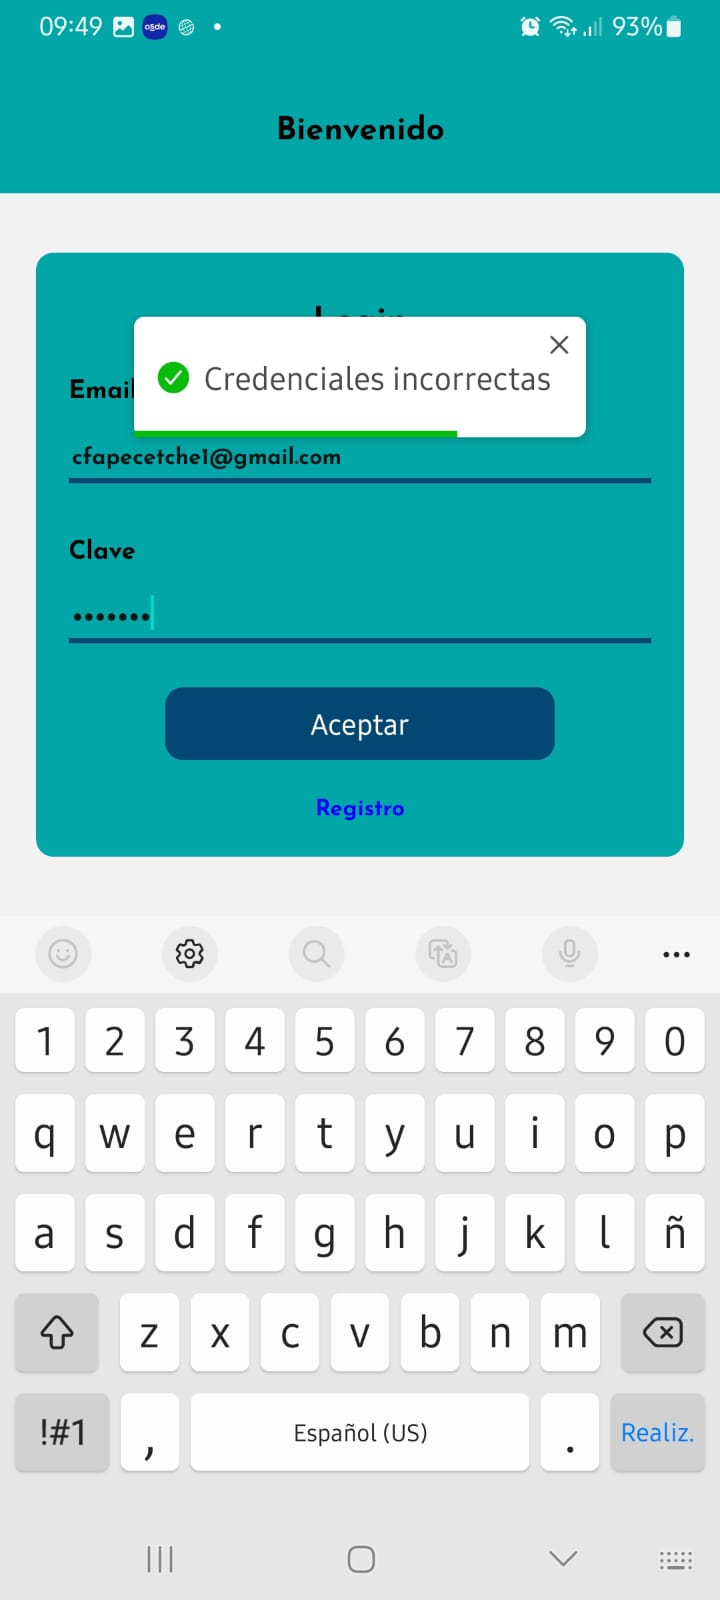 09:49 osde 93%
Bienvenido
Login
Credenciales incorrectas
Email
cfapecetche1@gmail.com
Clave
•••••••
Aceptar
Registro
1 2 3 4 5 6 7 8 9 0
q w e r t y u i o p
a s d f g h j k l ñ
z x c v b n m
!#1 , Español (US) . Realiz.